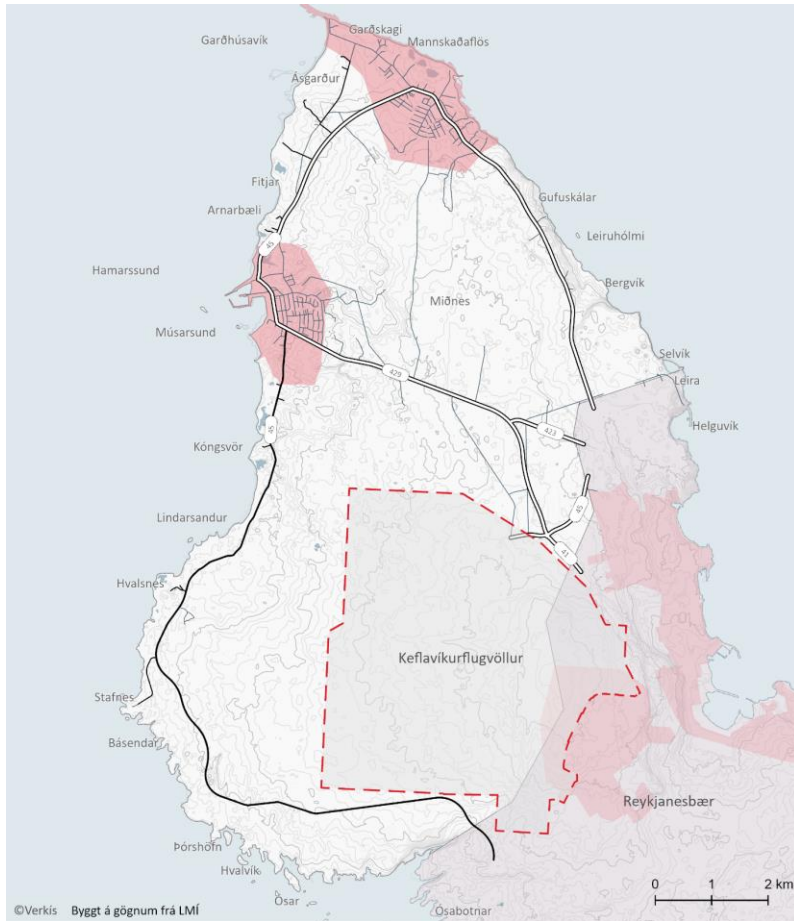 Garðskagi
Garðhúsavík
Mannskaðaflös
Ásgarður
Fitjar
Gufuskálar
Arnarbæli
Leiruhólmi
45
Hamarssund
Bergvík
Miðnes
Músarsund
Selvík
429
Leira
Helguvík
423
45
Kóngsvör
45
Lindarsandur
41
Hvalsnes
Keflavíkurflugvöllur
Stafnes
Básendar
Reykjanesbær
Þórshöfn
Hvalvík
Ósar
Ósabotnar
0 1 2 km
©Verkís Byggt á gögnum frá LMÍ